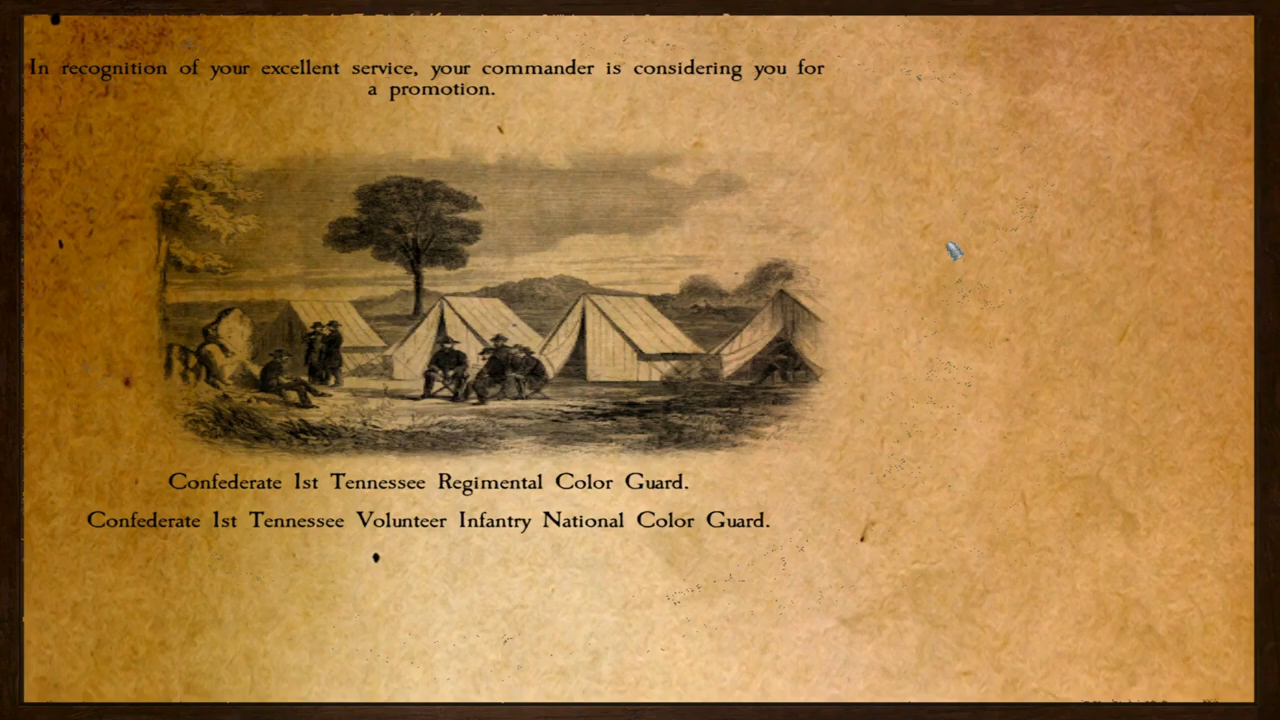 In recognition of your excellent service, your commander is considering you for
a promotion.
Confederate 1st Tennessee Regimental Color Guard.
Confederate 1st Tennessee Volunteer Infantry National Color Guard.